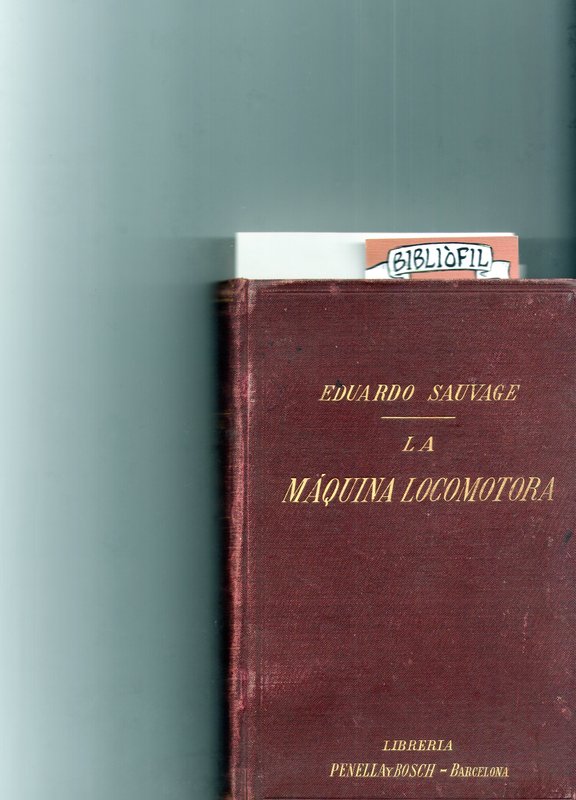 BIBLIÒFIL
EDUARDO SAUVAGE
LA
MÁQUINA LOCOMOTORA
LIBRERIA
PENELLA Y BOSCH - BARCELONA